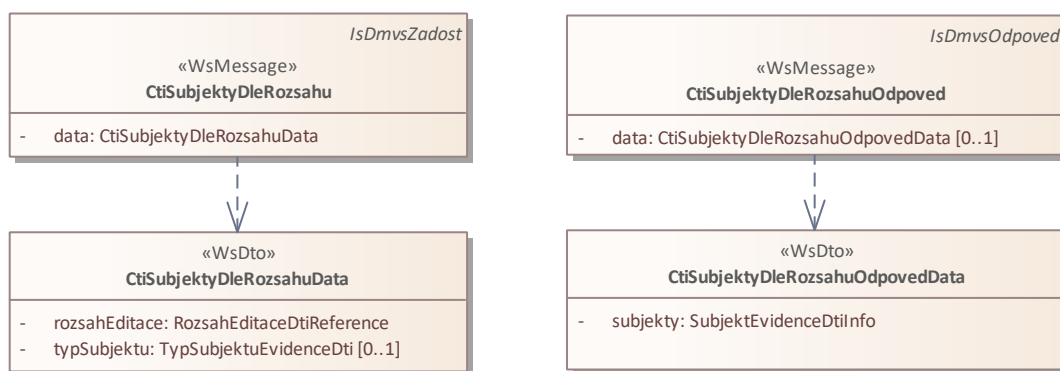 IsDmvsZadost
«WsMessage»
CtiSubjektyDleRozsahu
- data: CtiSubjektyDleRozsahuData
«WsDto»
CtiSubjektyDleRozsahuData
- rozsahEditace: RozsahEditaceDtiReference
- typSubjektu: TypSubjektuEvidenceDti [0..1]
IsDmvsOdpoved
«WsMessage»
CtiSubjektyDleRozsahuOdpoved
- data: CtiSubjektyDleRozsahuOdpovedData [0..1]
«WsDto»
CtiSubjektyDleRozsahuOdpovedData
- subjekty: SubjektEvidenceDtiInfo